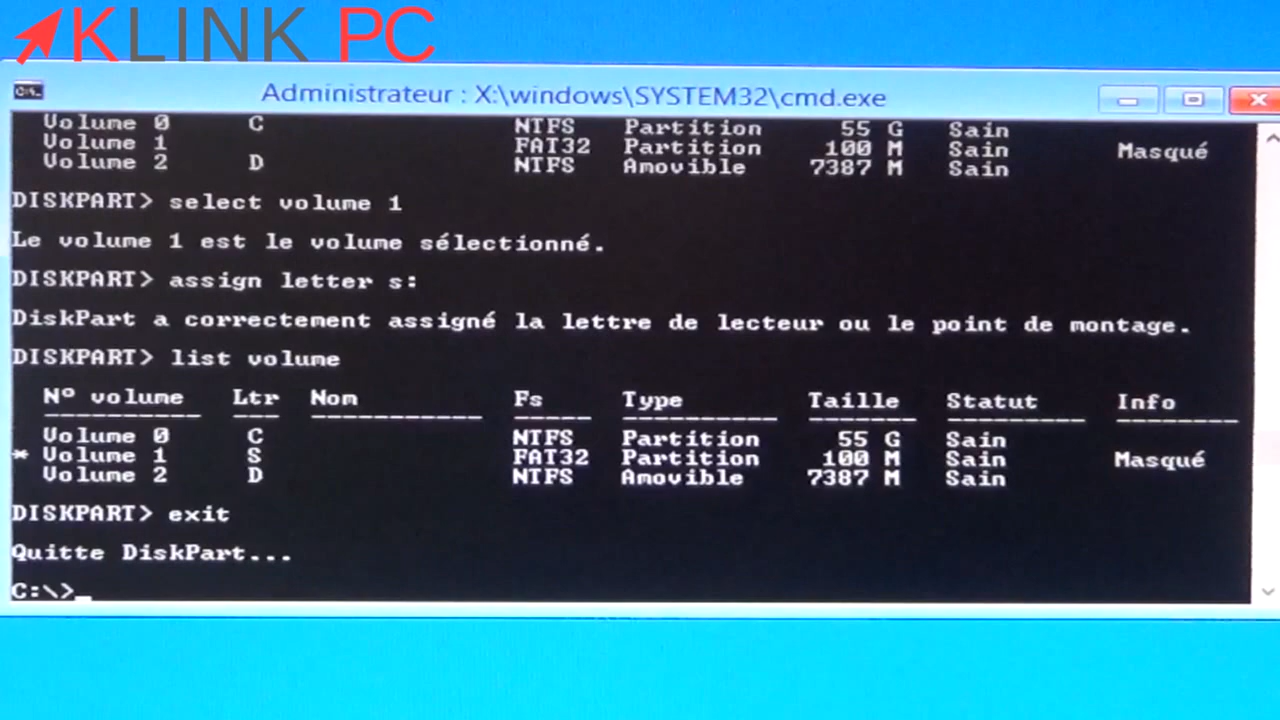 KLINK PC
Administrateur : X:\windows\SYSTEM32\cmd.exe
Volume 0 C NTFS Partition 55 G Sain
Volume 1 FAT32 Partition 100 M Sain Masqué
Volume 2 D NTFS Amovible 7387 M Sain
DISKPART> select volume 1
Le volume 1 est le volume sélectionné.
DISKPART> assign letter s:
DiskPart a correctement assigné la lettre de lecteur ou le point de montage.
DISKPART> list volume
N° volume Ltr Nom Fs Type Taille Statut Info
---------- --- ----------- ----- ---------- ------- --------- --------
Volume 0 C NTFS Partition 55 G Sain
* Volume 1 S FAT32 Partition 100 M Sain Masqué
Volume 2 D NTFS Amovible 7387 M Sain
DISKPART> exit
Quitte DiskPart...
C:\>_